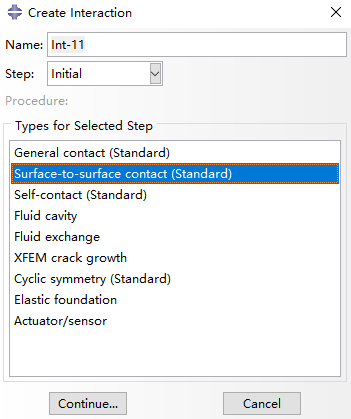 Create Interaction
Name: Int-11
Step: Initial
Procedure:
Types for Selected Step
General contact (Standard)
Surface-to-surface contact (Standard)
Self-contact (Standard)
Fluid cavity
Fluid exchange
XFEM crack growth
Cyclic symmetry (Standard)
Elastic foundation
Actuator/sensor
Continue... Cancel